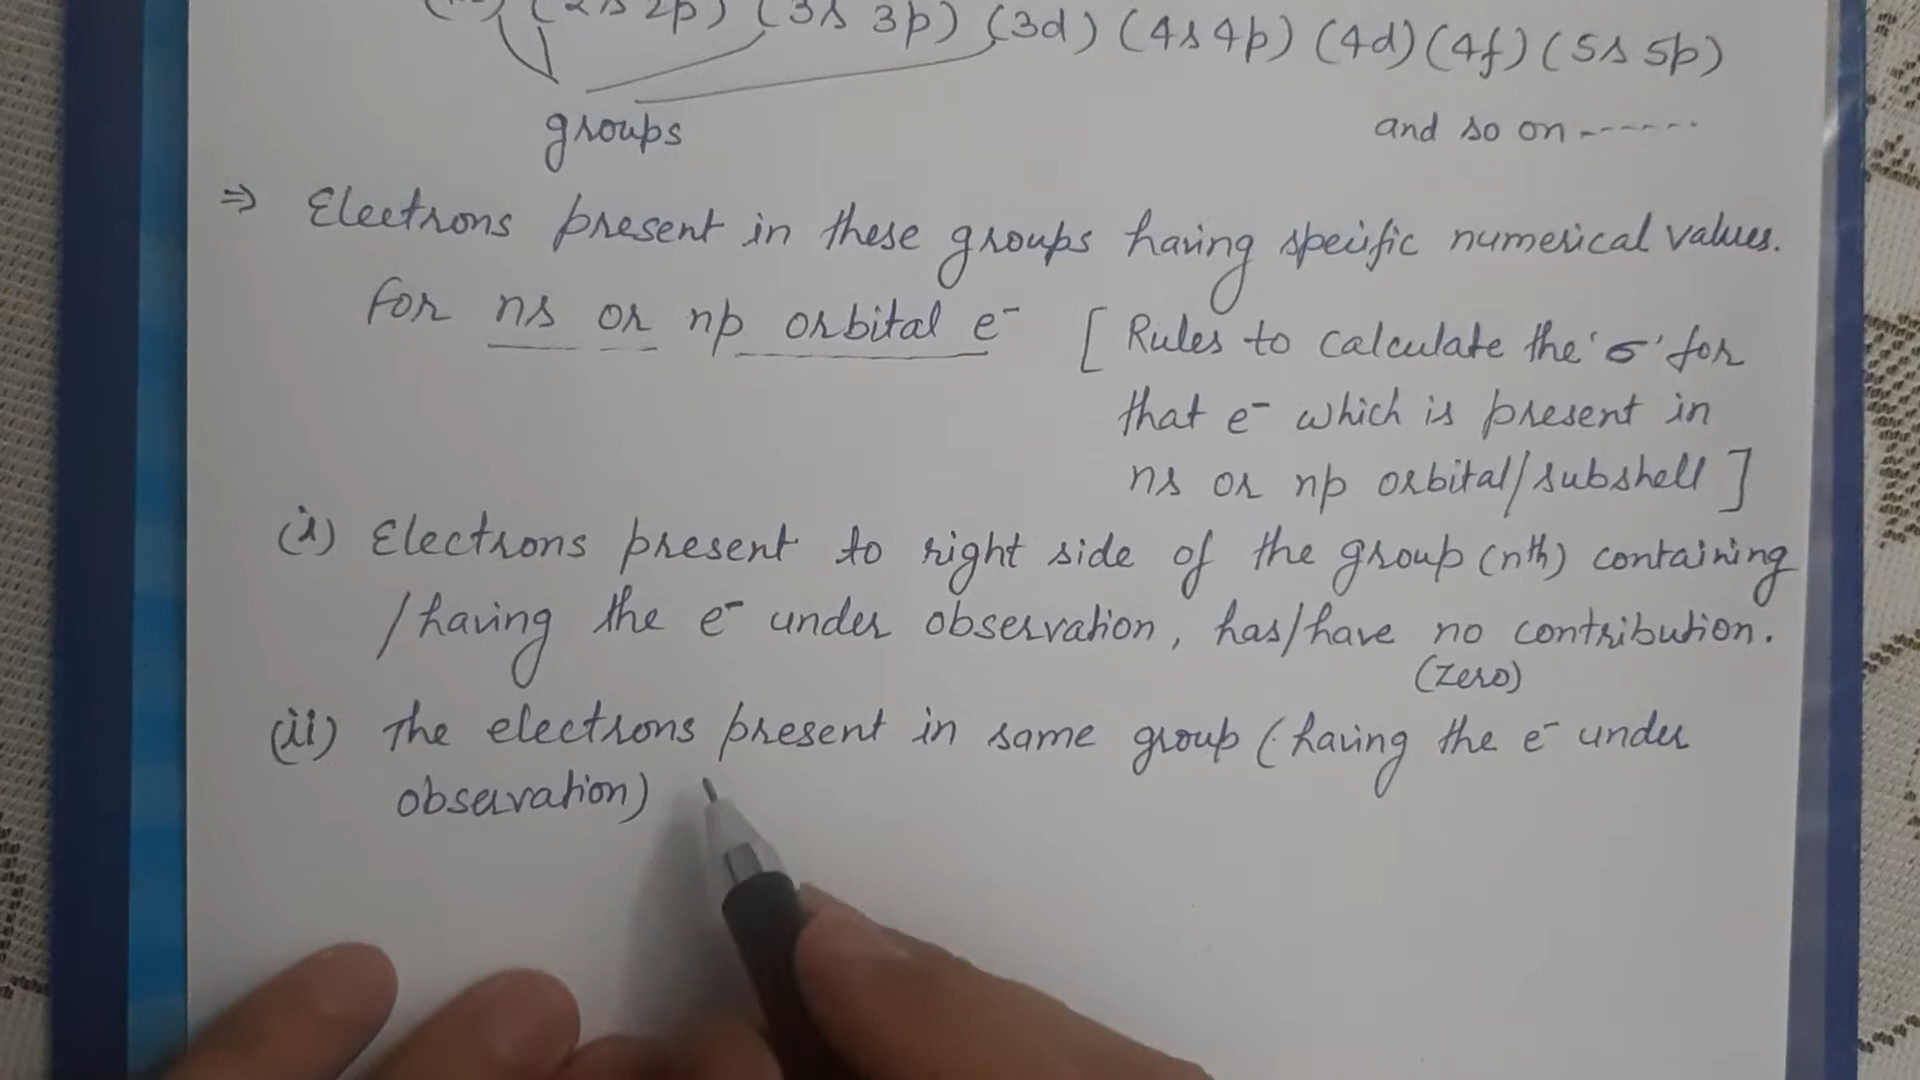 (2s 2p) (3s 3p) (3d) (4s 4p) (4d) (4f) (5s 5p)
groups
and so on ------
⇒ Electrons present in these groups having specific numerical values.
For ns or np orbital e⁻ [Rules to calculate the 'σ' for
that e⁻ which is present in
ns or np orbital/subshell]
(i) Electrons present to right side of the group (nth) containing
/having the e⁻ under observation, has/have no contribution.
(Zero)
(ii) The electrons present in same group (having the e⁻ under
observation)